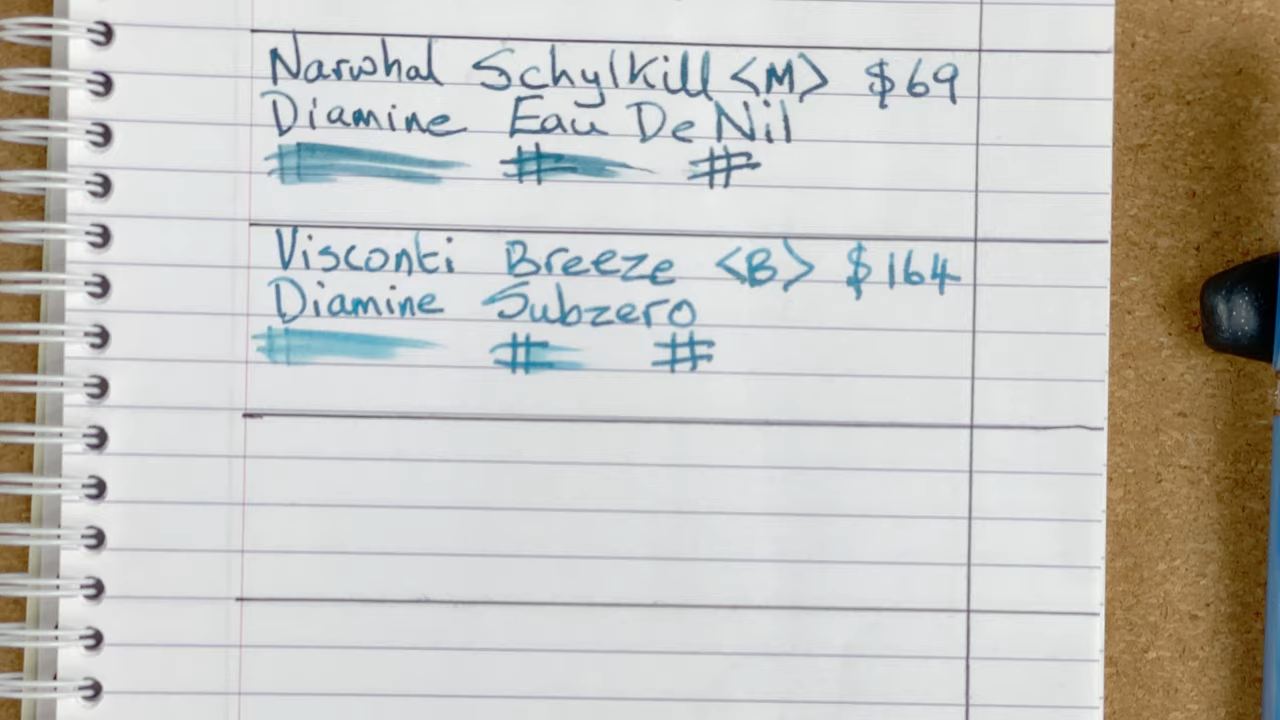 Narwhal Schylkill <M> $69
Diamine Eau De Nil
# #
Visconti Breeze <B> $164
Diamine Subzero
# #